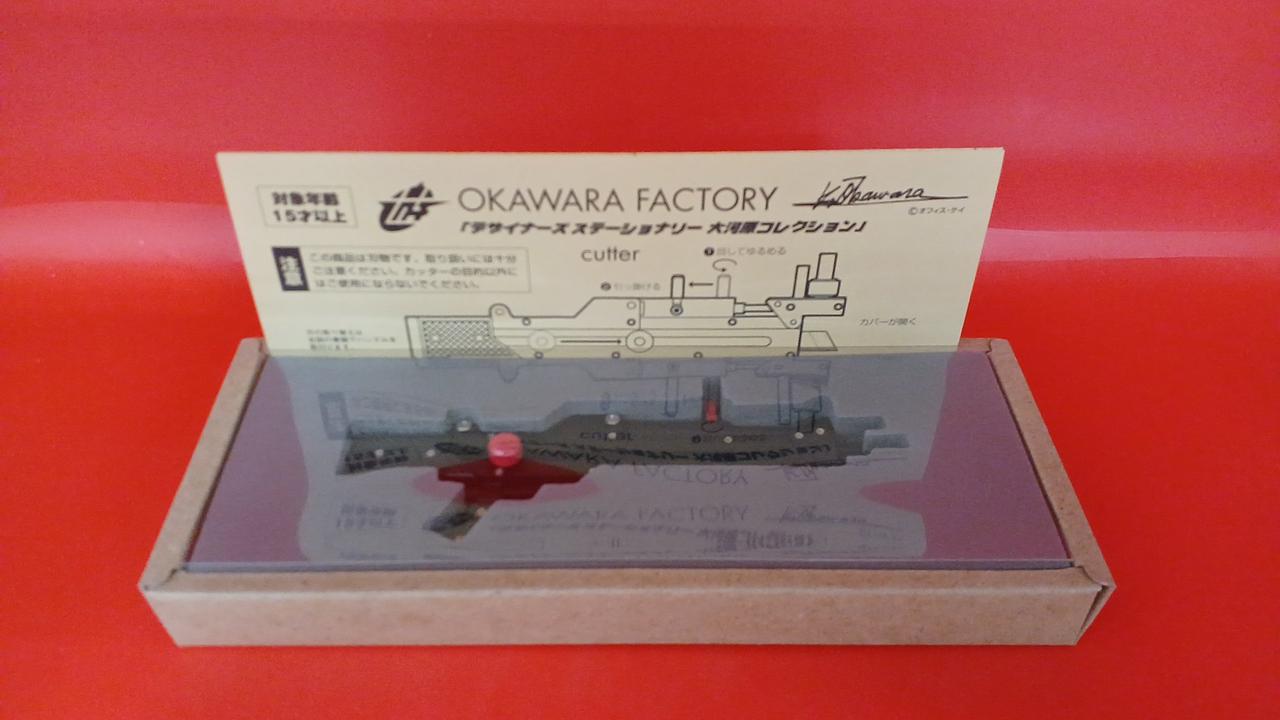 対象年齢
15才以上
OKAWARA FACTORY
K.Okawara
©オフィス・ケイ
「デザイナーズ ステーショナリー 大河原コレクション」
注意
この商品は刃物です。取り扱いには十分
ご注意ください。カッターの目的以外に
はご使用にならないでください。
cutter
❶回してゆるめる
❷引っ掛ける
カバーが開く